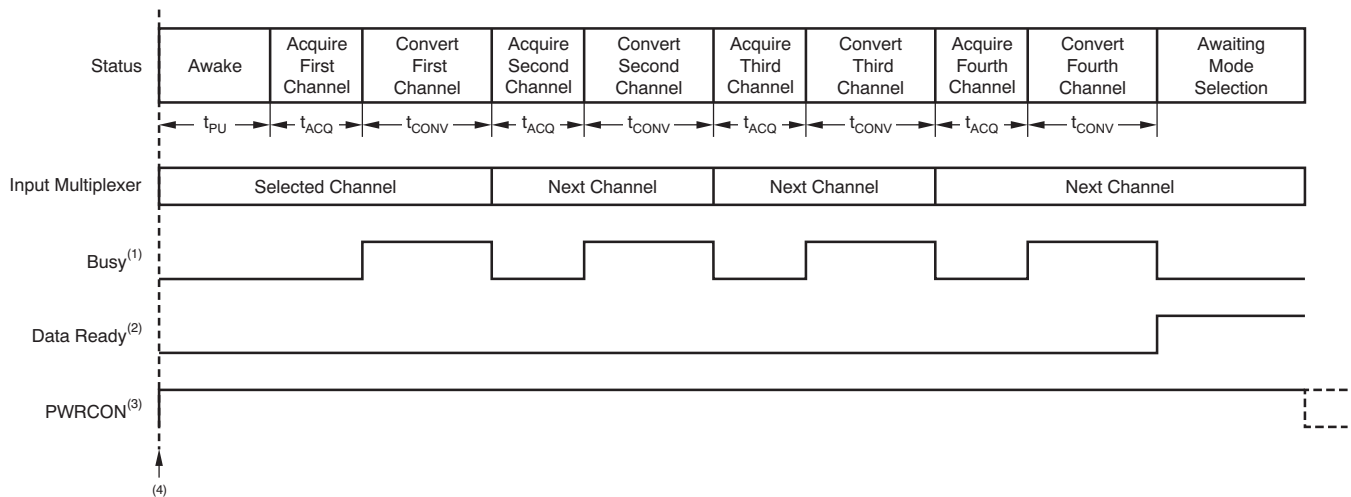 Status
Awake
Acquire
First
Channel
Convert
First
Channel
Acquire
Second
Channel
Convert
Second
Channel
Acquire
Third
Channel
Convert
Third
Channel
Acquire
Fourth
Channel
Convert
Fourth
Channel
Awaiting
Mode
Selection
tPU
tACQ
tCONV
tACQ
tCONV
tACQ
tCONV
tACQ
tCONV
Input Multiplexer
Selected Channel
Next Channel
Next Channel
Next Channel
Busy(1)
Data Ready(2)
PWRCON(3)
(4)